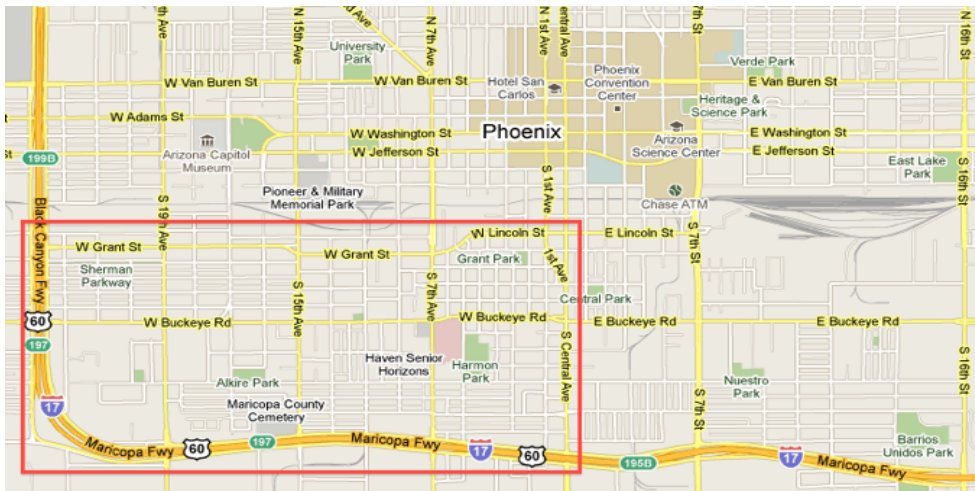 N 15th Ave
N 7th Ave
N 1st Ave
Central Ave
7th St
N 16th St
University
Park
Verde Park
W Van Buren St
W Van Buren St
E Van Buren St
Hotel San
Carlos
Phoenix
Convention
Center
Heritage &
Science Park
W Adams St
W Washington St
Phoenix
E Washington St
Arizona Capitol
Museum
W Jefferson St
Arizona
Science Center
E Jefferson St
199B
East Lake
Park
Pioneer & Military
Memorial Park
S 1st Ave
Chase ATM
S 16th St
Black Canyon Fwy
S 19th Ave
W Grant St
W Grant St
W Lincoln St
E Lincoln St
S 7th St
Sherman
Parkway
Grant Park
1st Ave
S 15th Ave
S 7th Ave
Central Park
60
W Buckeye Rd
W Buckeye Rd
E Buckeye Rd
E Buckeye Rd
197
Haven Senior
Horizons
Harmon
Park
S Central Ave
S 16th St
Alkire Park
Nuestro
Park
17
Maricopa County
Cemetery
S 7th St
Maricopa Fwy
60
197
Maricopa Fwy
17
60
195B
17
Maricopa Fwy
Barrios
Unidos Park